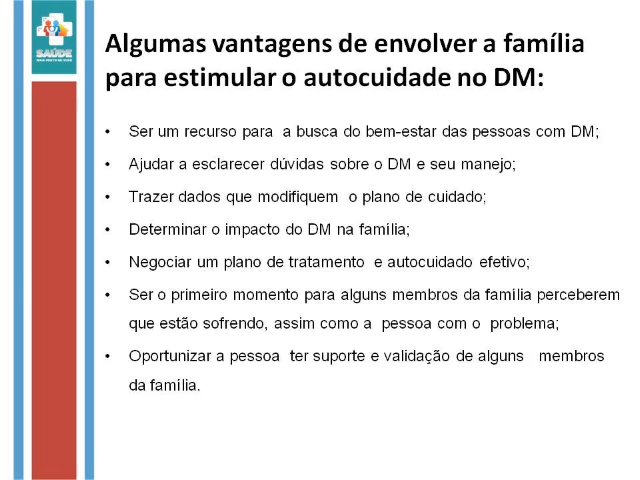 SAÚDE
MAIS PERTO DE VOCÊ
Algumas vantagens de envolver a família
para estimular o autocuidade no DM:
• Ser um recurso para a busca do bem-estar das pessoas com DM;
• Ajudar a esclarecer dúvidas sobre o DM e seu manejo;
• Trazer dados que modifiquem o plano de cuidado;
• Determinar o impacto do DM na família;
• Negociar um plano de tratamento e autocuidado efetivo;
• Ser o primeiro momento para alguns membros da família perceberem
que estão sofrendo, assim como a pessoa com o problema;
• Oportunizar a pessoa ter suporte e validação de alguns membros
da família.